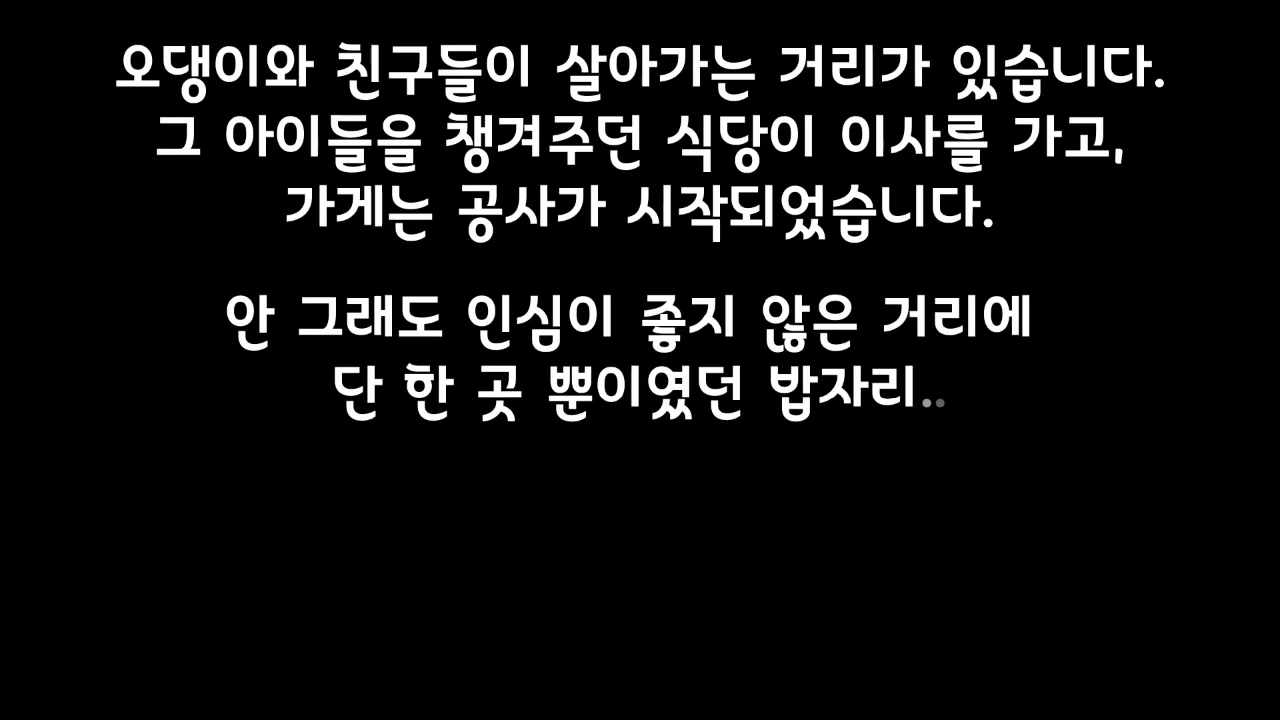 오댕이와 친구들이 살아가는 거리가 있습니다.
그 아이들을 챙겨주던 식당이 이사를 가고,
가게는 공사가 시작되었습니다.
안 그래도 인심이 좋지 않은 거리에
단 한 곳 뿐이였던 밥자리..